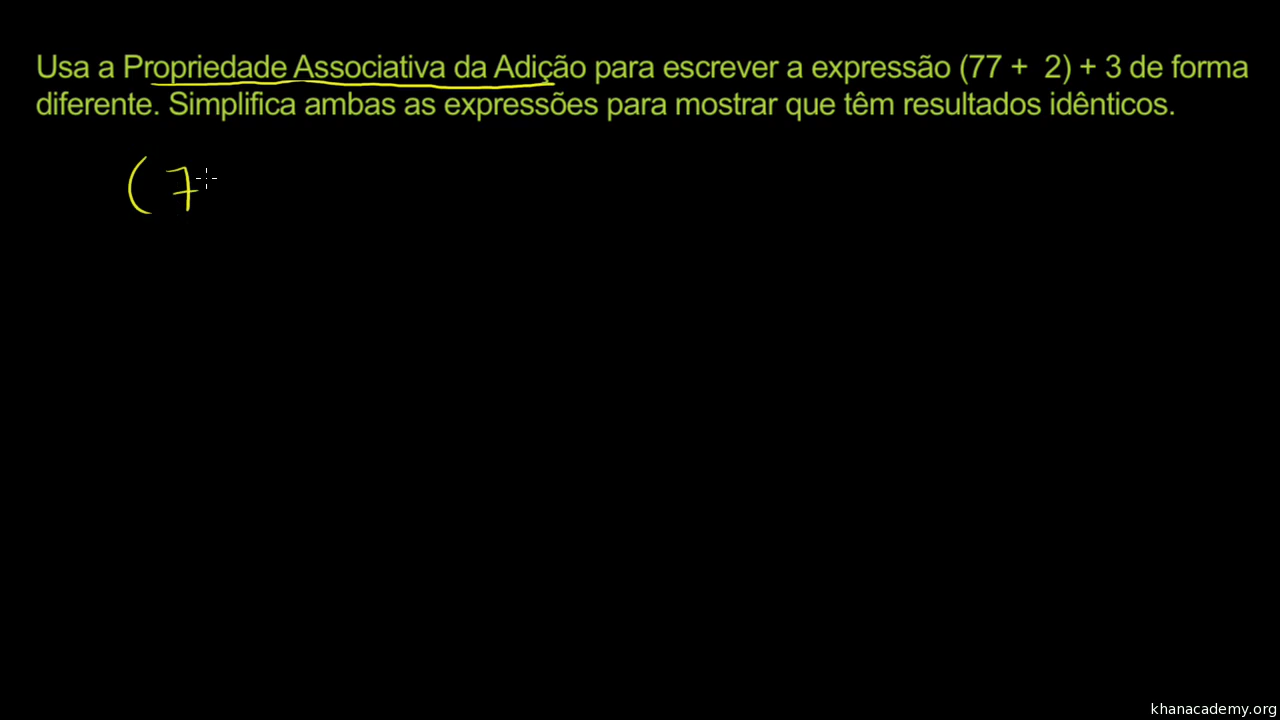 Usa a Propriedade Associativa da Adição para escrever a expressão (77 + 2) + 3 de forma
diferente. Simplifica ambas as expressões para mostrar que têm resultados idênticos.
( 7
khanacademy.org